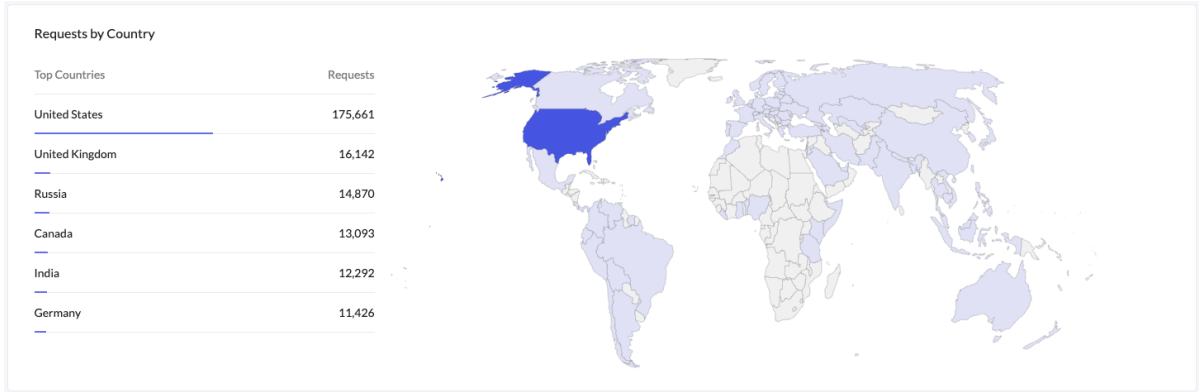 Requests by Country
Top Countries Requests
United States 175,661
United Kingdom 16,142
Russia 14,870
Canada 13,093
India 12,292
Germany 11,426